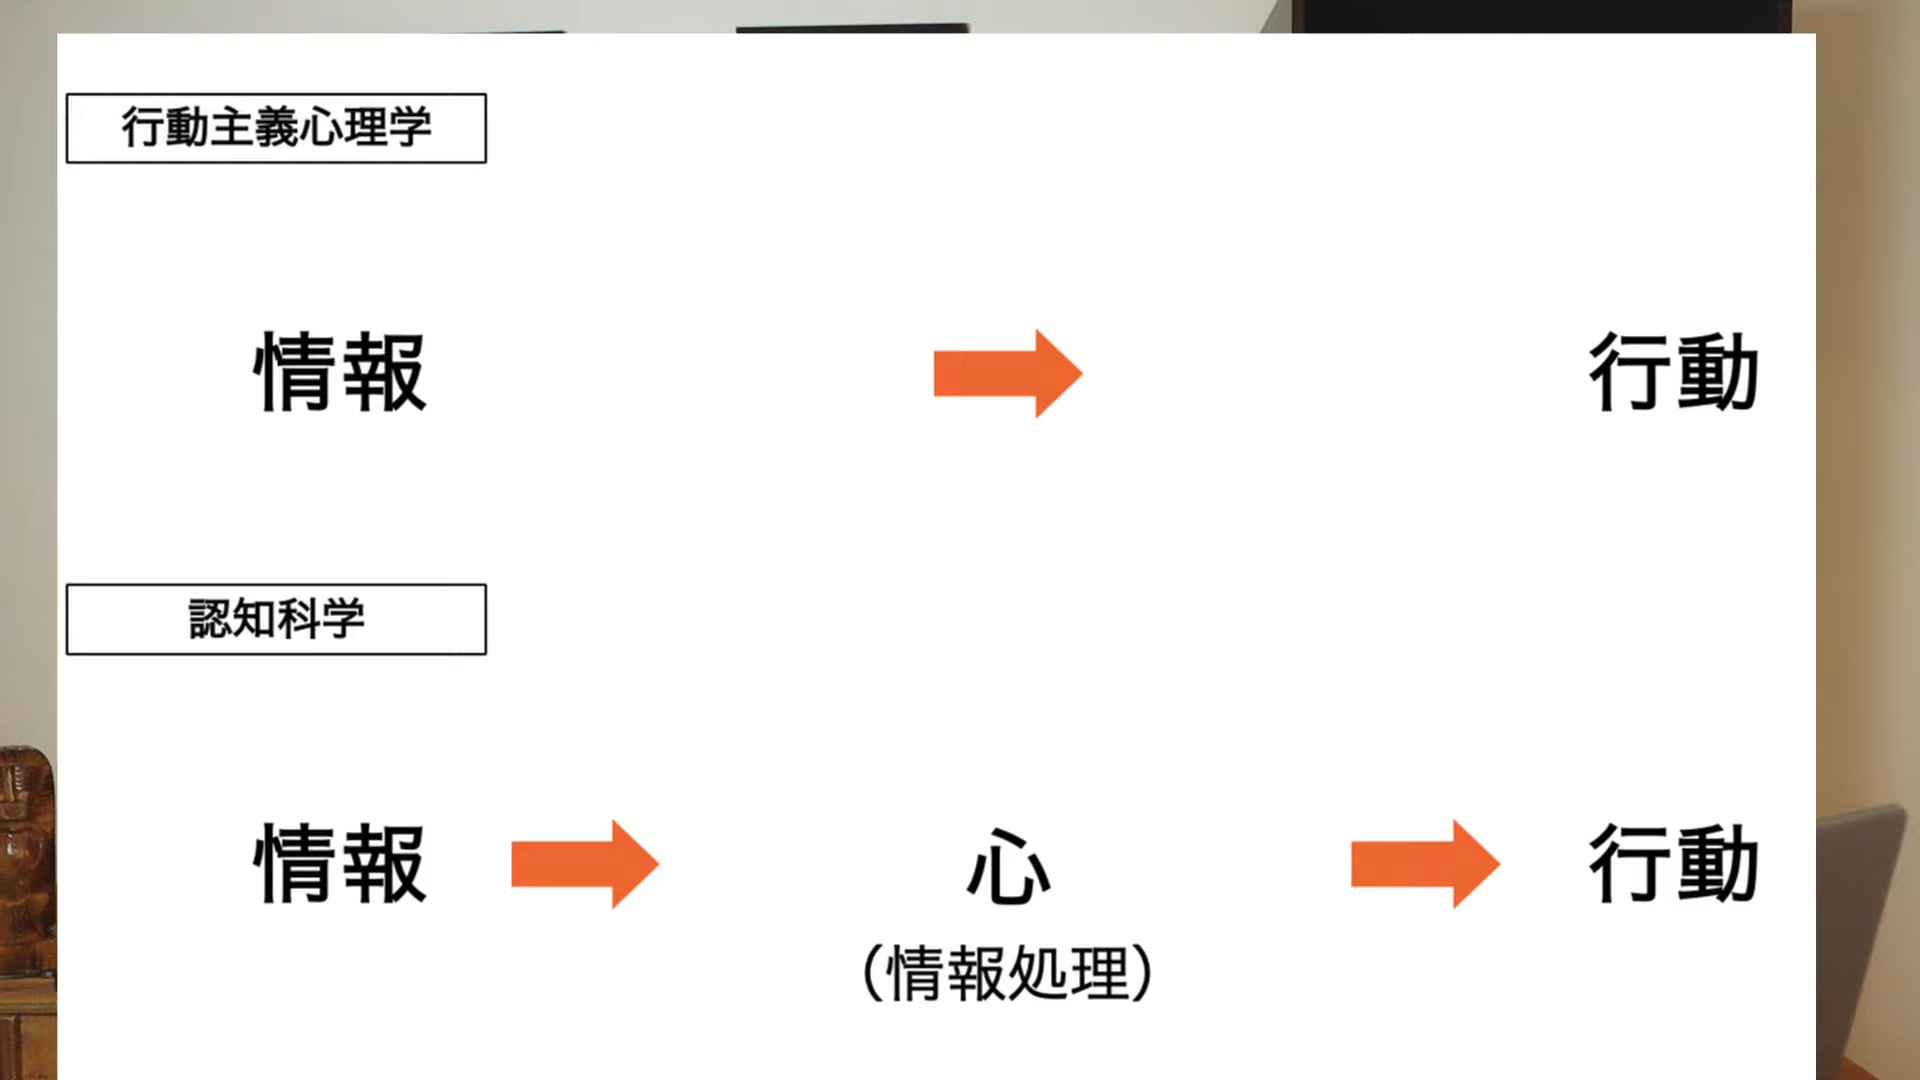 行動主義心理学
情報 行動
認知科学
情報 心 行動
（情報処理）